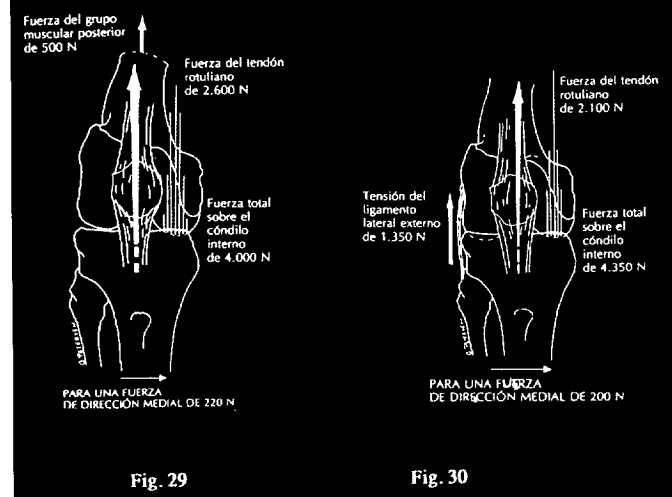 Fuerza del grupo
muscular posterior
de 500 N
Fuerza del tendón
rotuliano
de 2.600 N
Fuerza total
sobre el
cóndilo
interno
de 4.000 N
PARA UNA FUERZA
DE DIRECCIÓN MEDIAL DE 220 N
Fig. 29
Fuerza del tendón
rotuliano
de 2.100 N
Tensión del
ligamento
lateral externo
de 1.350 N
Fuerza total
sobre el
cóndilo
interno
de 4.350 N
PARA UNA FUERZA
DE DIRECCIÓN MEDIAL DE 200 N
Fig. 30